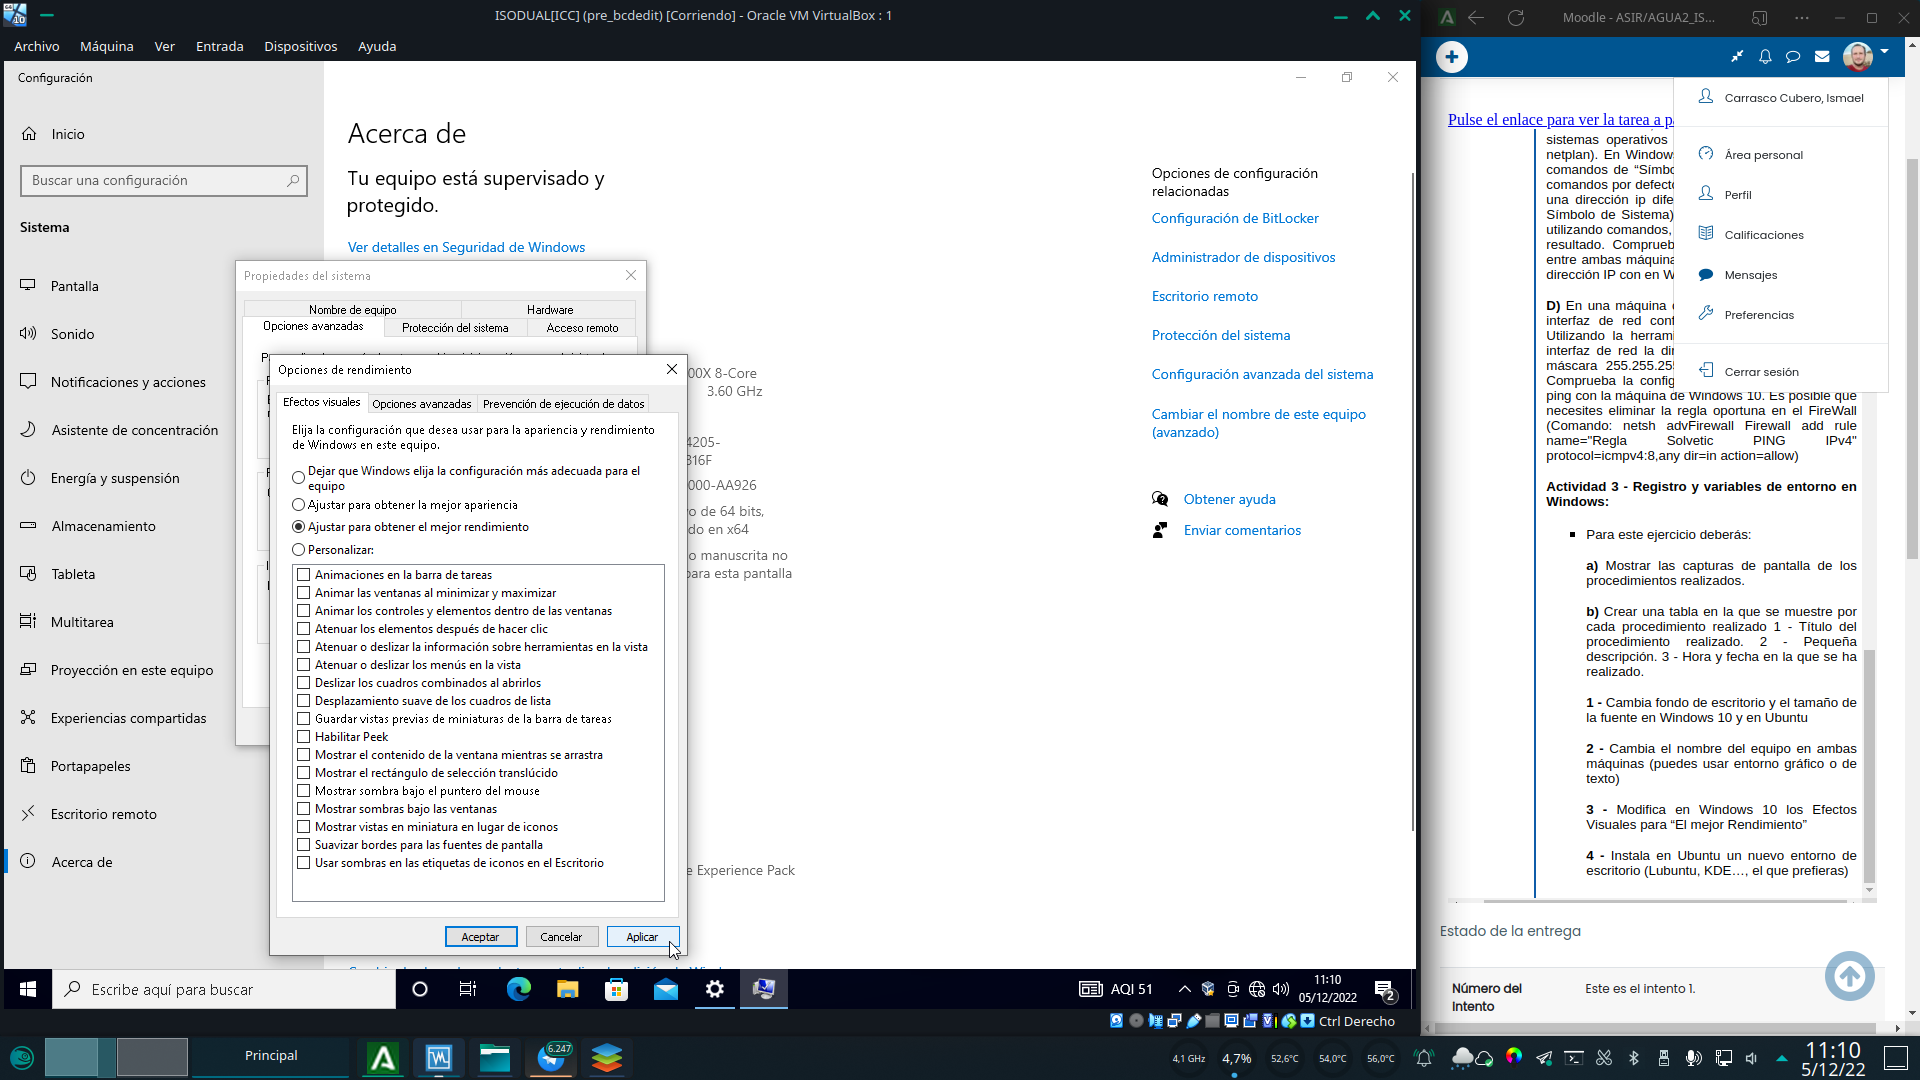 ISODUAL[ICC] (pre_bcdedit) [Corriendo] - Oracle VM VirtualBox : 1
Archivo Máquina Ver Entrada Dispositivos Ayuda
Configuración
Inicio
Buscar una configuración
Sistema
Pantalla
Sonido
Notificaciones y acciones
Asistente de concentración
Energía y suspensión
Almacenamiento
Tableta
Multitarea
Proyección en este equipo
Experiencias compartidas
Portapapeles
Escritorio remoto
Acerca de
Acerca de
Tu equipo está supervisado y
protegido.
Ver detalles en Seguridad de Windows
00X 8-Core
3.60 GHz
4205-
316F
000-AA926
o de 64 bits,
do en x64
o manuscrita no
para esta pantalla
e Experience Pack
Opciones de configuración
relacionadas
Configuración de BitLocker
Administrador de dispositivos
Escritorio remoto
Protección del sistema
Configuración avanzada del sistema
Cambiar el nombre de este equipo
(avanzado)
Obtener ayuda
Enviar comentarios
Propiedades del sistema
Nombre de equipo Hardware
Opciones avanzadas Protección del sistema Acceso remoto
Opciones de rendimiento
Efectos visuales Opciones avanzadas Prevención de ejecución de datos
Elija la configuración que desea usar para la apariencia y rendimiento
de Windows en este equipo.
Dejar que Windows elija la configuración más adecuada para el
equipo
Ajustar para obtener la mejor apariencia
Ajustar para obtener el mejor rendimiento
Personalizar:
Animaciones en la barra de tareas
Animar las ventanas al minimizar y maximizar
Animar los controles y elementos dentro de las ventanas
Atenuar los elementos después de hacer clic
Atenuar o deslizar la información sobre herramientas en la vista
Atenuar o deslizar los menús en la vista
Deslizar los cuadros combinados al abrirlos
Desplazamiento suave de los cuadros de lista
Guardar vistas previas de miniaturas de la barra de tareas
Habilitar Peek
Mostrar el contenido de la ventana mientras se arrastra
Mostrar el rectángulo de selección translúcido
Mostrar sombra bajo el puntero del mouse
Mostrar sombras bajo las ventanas
Mostrar vistas en miniatura en lugar de iconos
Suavizar bordes para las fuentes de pantalla
Usar sombras en las etiquetas de iconos en el Escritorio
Aceptar Cancelar Aplicar
Escribe aquí para buscar
AQI 51
11:10
05/12/2022
2
Ctrl Derecho
Moodle - ASIR/AGUA2_IS...
Carrasco Cubero, Ismael
Área personal
Perfil
Calificaciones
Mensajes
Preferencias
Cerrar sesión
Pulse el enlace para ver la tarea a p
sistemas operativos
netplan). En Window
comandos de “Símbo
comandos por defecto
una dirección ip dife
Símbolo de Sistema)
utilizando comandos,
resultado. Comprueb
entre ambas máquina
dirección IP con en W
D) En una máquina
interfaz de red conf
Utilizando la herram
interfaz de red la di
máscara 255.255.25
Comprueba la config
ping con la máquina de Windows 10. Es posible que
necesites eliminar la regla oportuna en el FireWall
(Comando: netsh advFirewall Firewall add rule
name="Regla Solvetic PING IPv4"
protocol=icmpv4:8,any dir=in action=allow)
Actividad 3 - Registro y variables de entorno en
Windows:
Para este ejercicio deberás:
a) Mostrar las capturas de pantalla de los
procedimientos realizados.
b) Crear una tabla en la que se muestre por
cada procedimiento realizado 1 - Título del
procedimiento realizado. 2 - Pequeña
descripción. 3 - Hora y fecha en la que se ha
realizado.
1 - Cambia fondo de escritorio y el tamaño de
la fuente en Windows 10 y en Ubuntu
2 - Cambia el nombre del equipo en ambas
máquinas (puedes usar entorno gráfico o de
texto)
3 - Modifica en Windows 10 los Efectos
Visuales para “El mejor Rendimiento”
4 - Instala en Ubuntu un nuevo entorno de
escritorio (Lubuntu, KDE…, el que prefieras)
Estado de la entrega
Número del
intento
Este es el intento 1.
Principal
6.247
4,1 GHz
4,7%
52,6°C
54,0°C
56,0°C
11:10
5/12/22